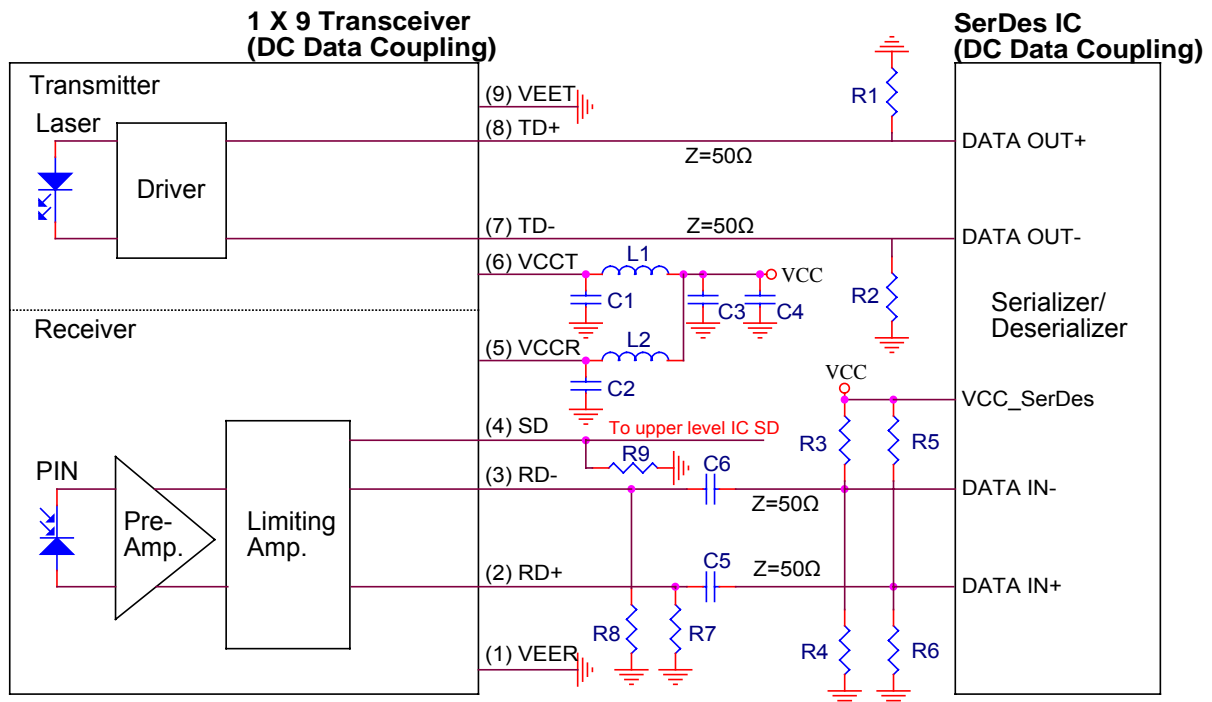 1 X 9 Transceiver
(DC Data Coupling)
SerDes IC
(DC Data Coupling)
Transmitter
Laser
Driver
(9) VEET
(8) TD+
Z=50Ω
R1
DATA OUT+
(7) TD-
Z=50Ω
DATA OUT-
(6) VCCT
L1
VCC
C1
C3
C4
R2
Serializer/
Deserializer
Receiver
(5) VCCR
L2
C2
VCC
VCC_SerDes
(4) SD
To upper level IC SD
R9
R3
R5
PIN
Pre-
Amp.
Limiting
Amp.
(3) RD-
C6
Z=50Ω
DATA IN-
(2) RD+
C5
Z=50Ω
DATA IN+
R8
R7
R4
R6
(1) VEER